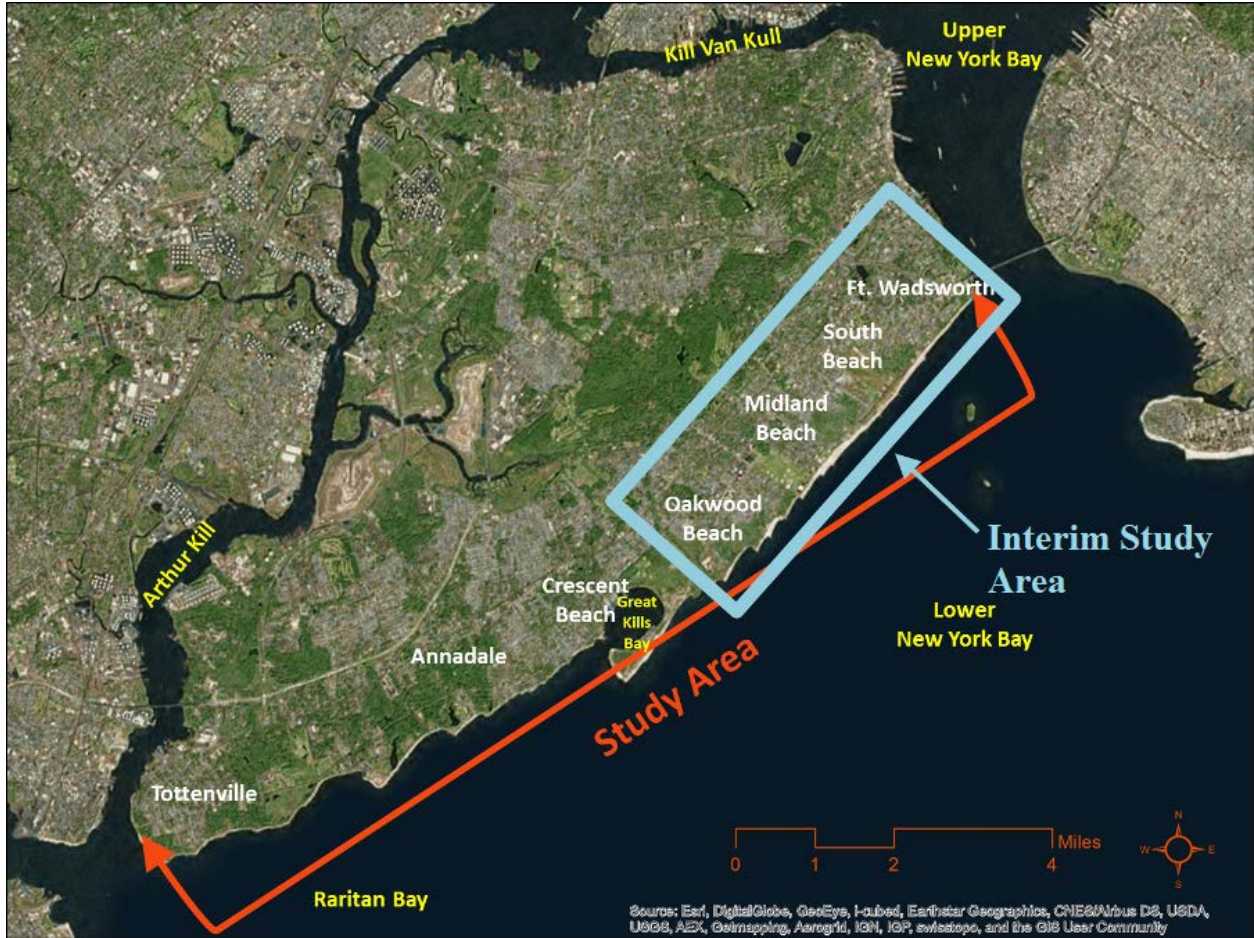 Upper
New York Bay
Kill Van Kull
Ft. Wadsworth
South
Beach
Midland
Beach
Oakwood
Beach
Interim Study
Area
Crescent
Beach
Great
Kills
Bay
Arthur Kill
Lower
New York Bay
Annadale
Study Area
Tottenville
Raritan Bay
Miles
0 1 2 4
N
W E
S
Source: Esri, DigitalGlobe, GeoEye, i-cubed, Earthstar Geographics, CNES/Airbus DS, USDA,
USGS, AEX, Getmapping, Aerogrid, IGN, IGP, swisstopo, and the GIS User Community